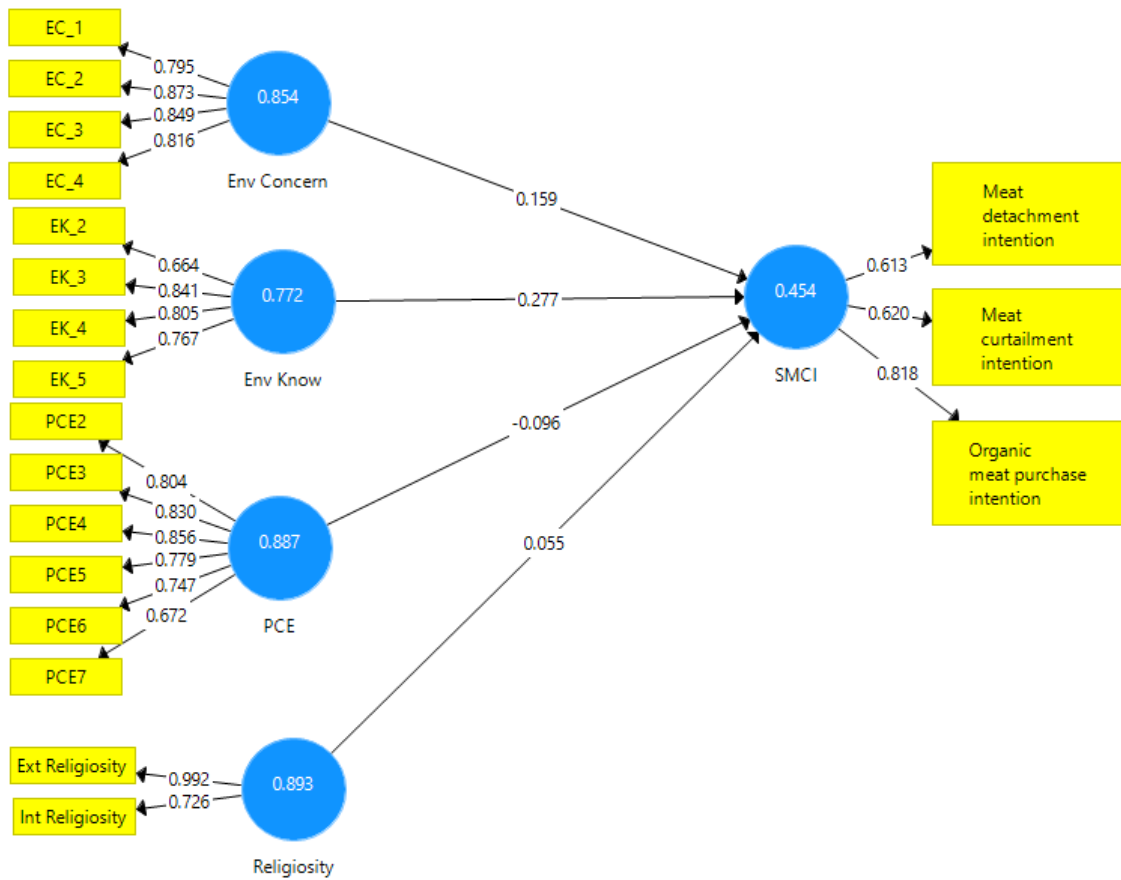 EC_1
EC_2
EC_3
EC_4
0.795
0.873
0.849
0.816
0.854
Env Concern
0.159
EK_2
EK_3
EK_4
EK_5
0.664
0.841
0.805
0.767
0.772
Env Know
0.277
PCE2
PCE3
PCE4
PCE5
PCE6
PCE7
0.804
0.830
0.856
0.779
0.747
0.672
0.887
PCE
-0.096
Ext Religiosity
Int Religiosity
0.992
0.726
0.893
Religiosity
0.055
0.454
SMCI
0.613
0.620
0.818
Meat
detachment
intention
Meat
curtailment
intention
Organic
meat purchase
intention